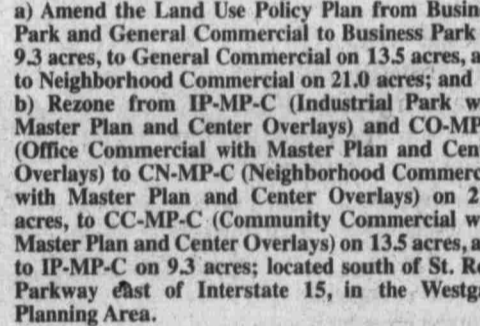 a) Amend the Land Use Policy Plan from Busin
Park and General Commercial to Business Park
9.3 acres, to General Commercial on 13.5 acres, a
to Neighborhood Commercial on 21.0 acres; and
b) Rezone from IP-MP-C (Industrial Park w
Master Plan and Center Overlays) and CO-MP
(Office Commercial with Master Plan and Cen
Overlays) to CN-MP-C (Neighborhood Commerc
with Master Plan and Center Overlays) on 2
acres, to CC-MP-C (Community Commercial w
Master Plan and Center Overlays) on 13.5 acres, a
to IP-MP-C on 9.3 acres; located south of St. Ro
Parkway east of Interstate 15, in the Westga
Planning Area.